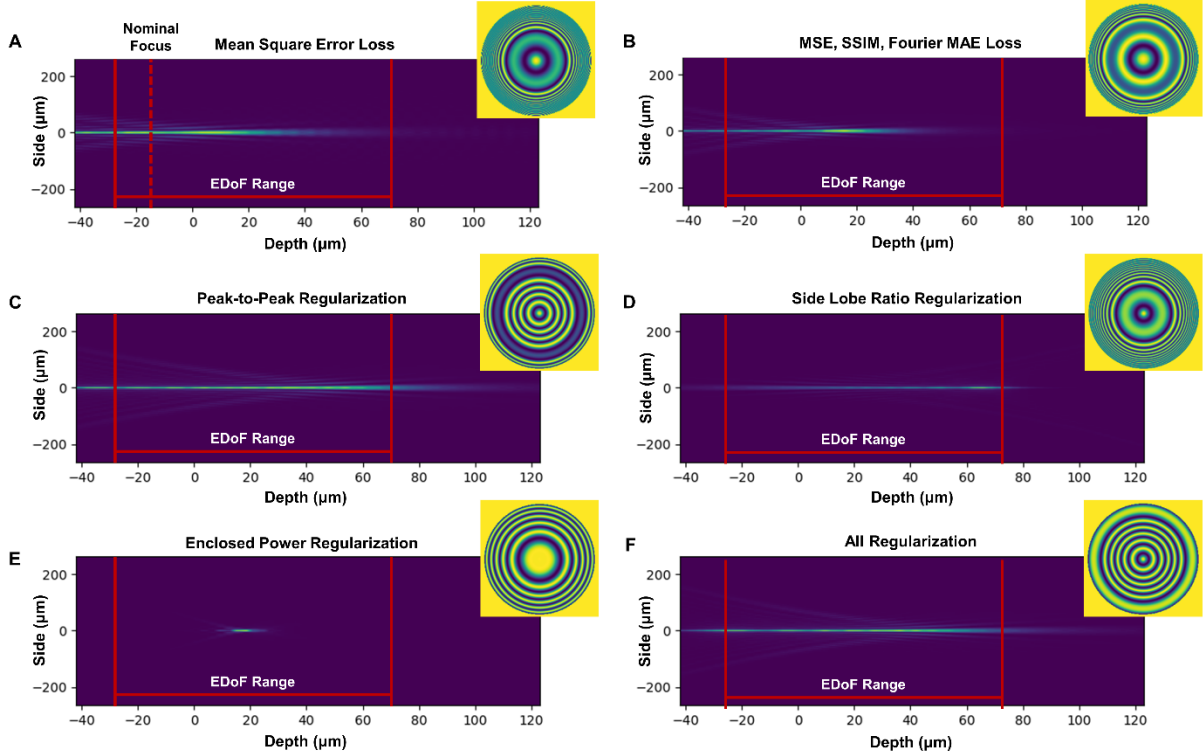 A
Nominal
Focus
Mean Square Error Loss
Side (µm)
200
0
−200
EDoF Range
−40 −20 0 20 40 60 80 100 120
Depth (µm)
B
MSE, SSIM, Fourier MAE Loss
Side (µm)
200
0
−200
EDoF Range
−40 −20 0 20 40 60 80 100 120
Depth (µm)
C
Peak-to-Peak Regularization
Side (µm)
200
0
−200
EDoF Range
−40 −20 0 20 40 60 80 100 120
Depth (µm)
D
Side Lobe Ratio Regularization
Side (µm)
200
0
−200
EDoF Range
−40 −20 0 20 40 60 80 100 120
Depth (µm)
E
Enclosed Power Regularization
Side (µm)
200
0
−200
EDoF Range
−40 −20 0 20 40 60 80 100 120
Depth (µm)
F
All Regularization
Side (µm)
200
0
−200
EDoF Range
−40 −20 0 20 40 60 80 100 120
Depth (µm)